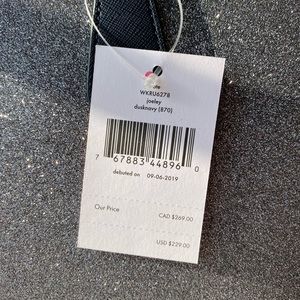 WKRU6278
joeley
dusknavy (870)
7 67883 44896 0
debuted on 09-06-2019
Our Price CAD $269.00
USD $229.00